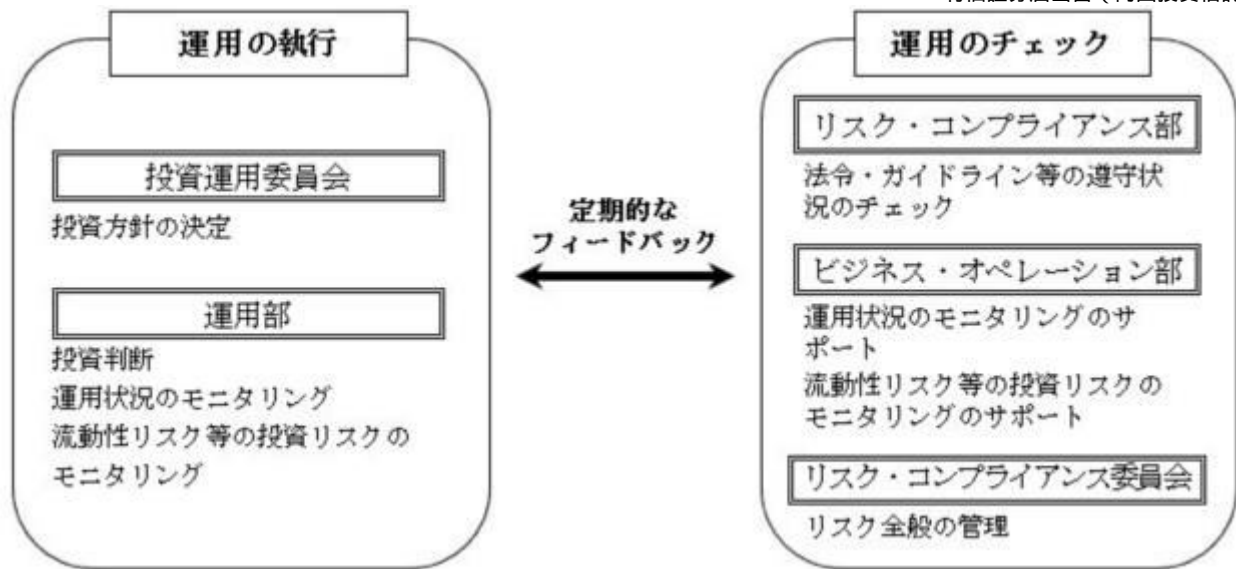 運用の執行
投資運用委員会
投資方針の決定
運用部
投資判断
運用状況のモニタリング
流動性リスク等の投資リスクの
モニタリング
定期的な
フィードバック
運用のチェック
リスク・コンプライアンス部
法令・ガイドライン等の遵守状
況のチェック
ビジネス・オペレーション部
運用状況のモニタリングのサ
ポート
流動性リスク等の投資リスクの
モニタリングのサポート
リスク・コンプライアンス委員会
リスク全般の管理